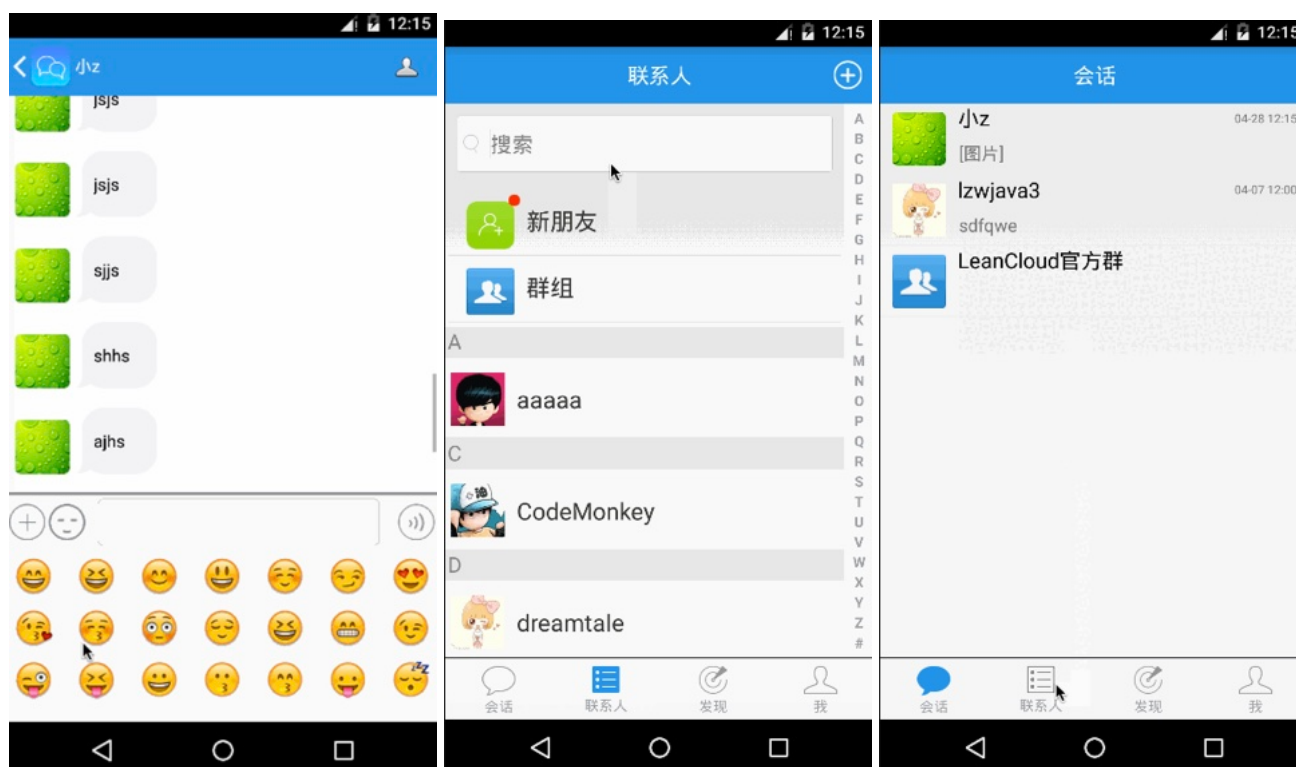 12:15
小z
jsjs
jsjs
sjjs
shhs
ajhs
12:15
联系人
搜索
新朋友
群组
A
aaaaa
C
CodeMonkey
D
dreamtale
A
B
C
D
E
F
G
H
I
J
K
L
M
N
O
P
Q
R
S
T
U
V
W
X
Y
Z
#
会话
联系人
发现
我
12:15
会话
小z
04-28 12:15
[图片]
lzwjava3
04-07 12:00
sdfqwe
LeanCloud官方群
会话
联系人
发现
我